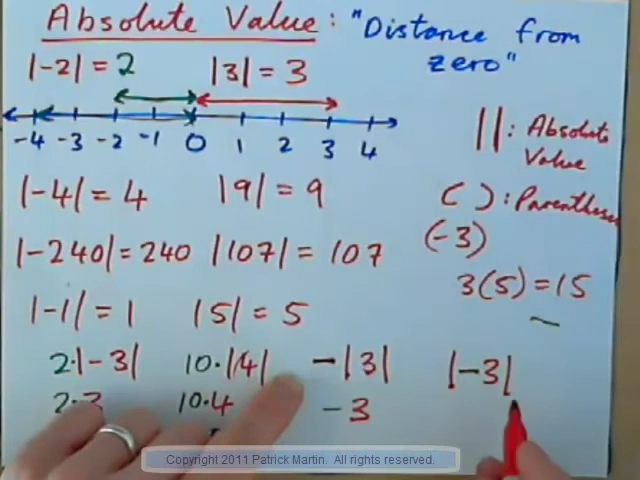 Absolute Value: "Distance from zero"
|-2| = 2 |3| = 3
-4 -3 -2 -1 0 1 2 3 4
||: Absolute Value
|-4| = 4 |9| = 9
( ): Parentheses
(-3)
|-240| = 240 |107| = 107
3(5) = 15
|-1| = 1 |5| = 5
2·|-3| 10·|4| -|3| |-3|
2·3 10·4 -3
Copyright 2011 Patrick Martin. All rights reserved.